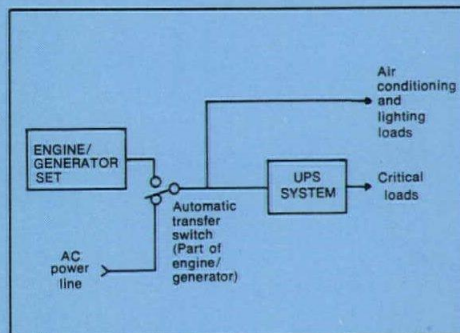 Air
conditioning
and
lighting
loads
ENGINE/
GENERATOR
SET
UPS
SYSTEM
Critical
loads
Automatic
transfer
switch
(Part of
engine/
generator)
AC
power
line